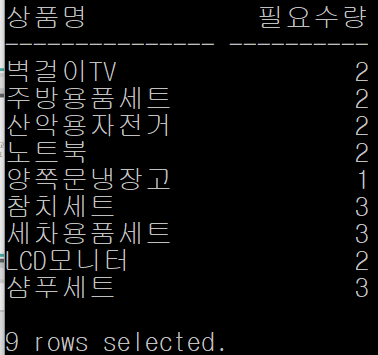 상품명 필요수량
--------------- ----------
벽걸이TV 2
주방용품세트 2
산악용자전거 2
노트북 2
양쪽문냉장고 1
참치세트 3
세차용품세트 3
LCD모니터 2
샴푸세트 3
9 rows selected.